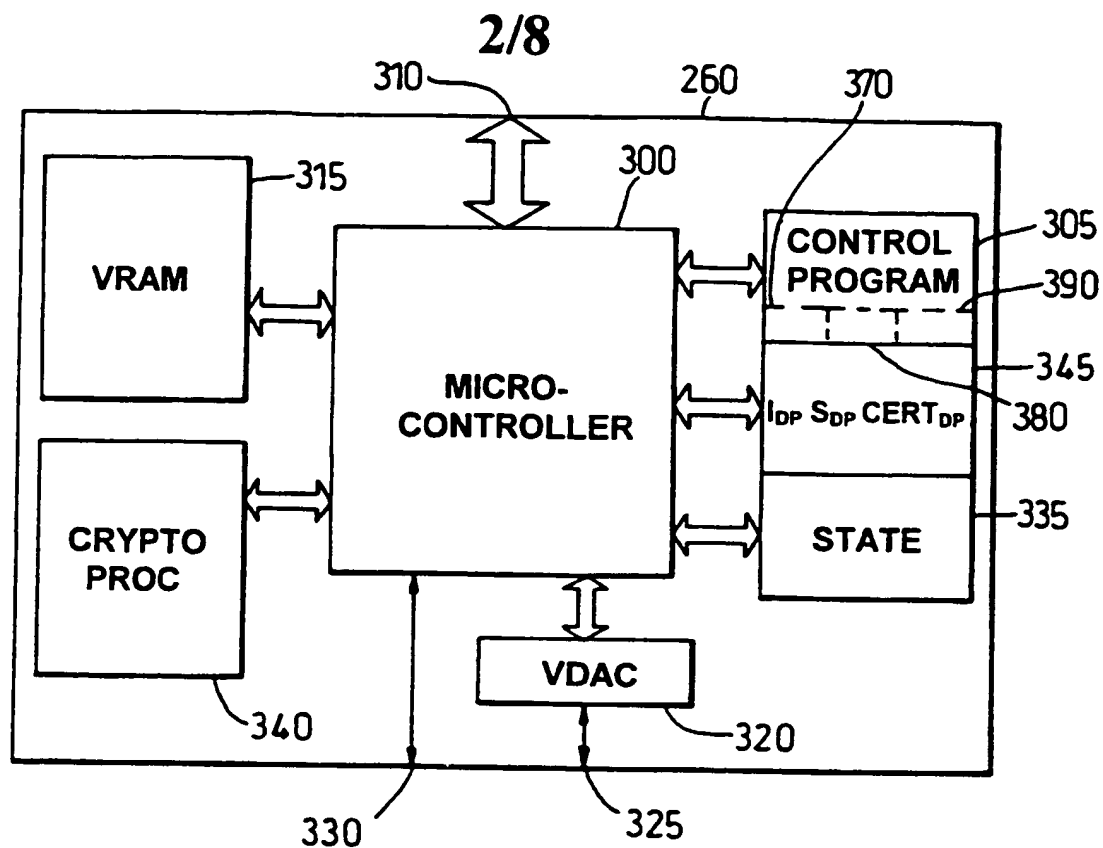 2/8
310
260
370
315
300
305
CONTROL
PROGRAM
390
VRAM
MICRO-
CONTROLLER
345
I_DP S_DP CERT_DP
380
CRYPTO
PROC
STATE
335
VDAC
340
320
330
325